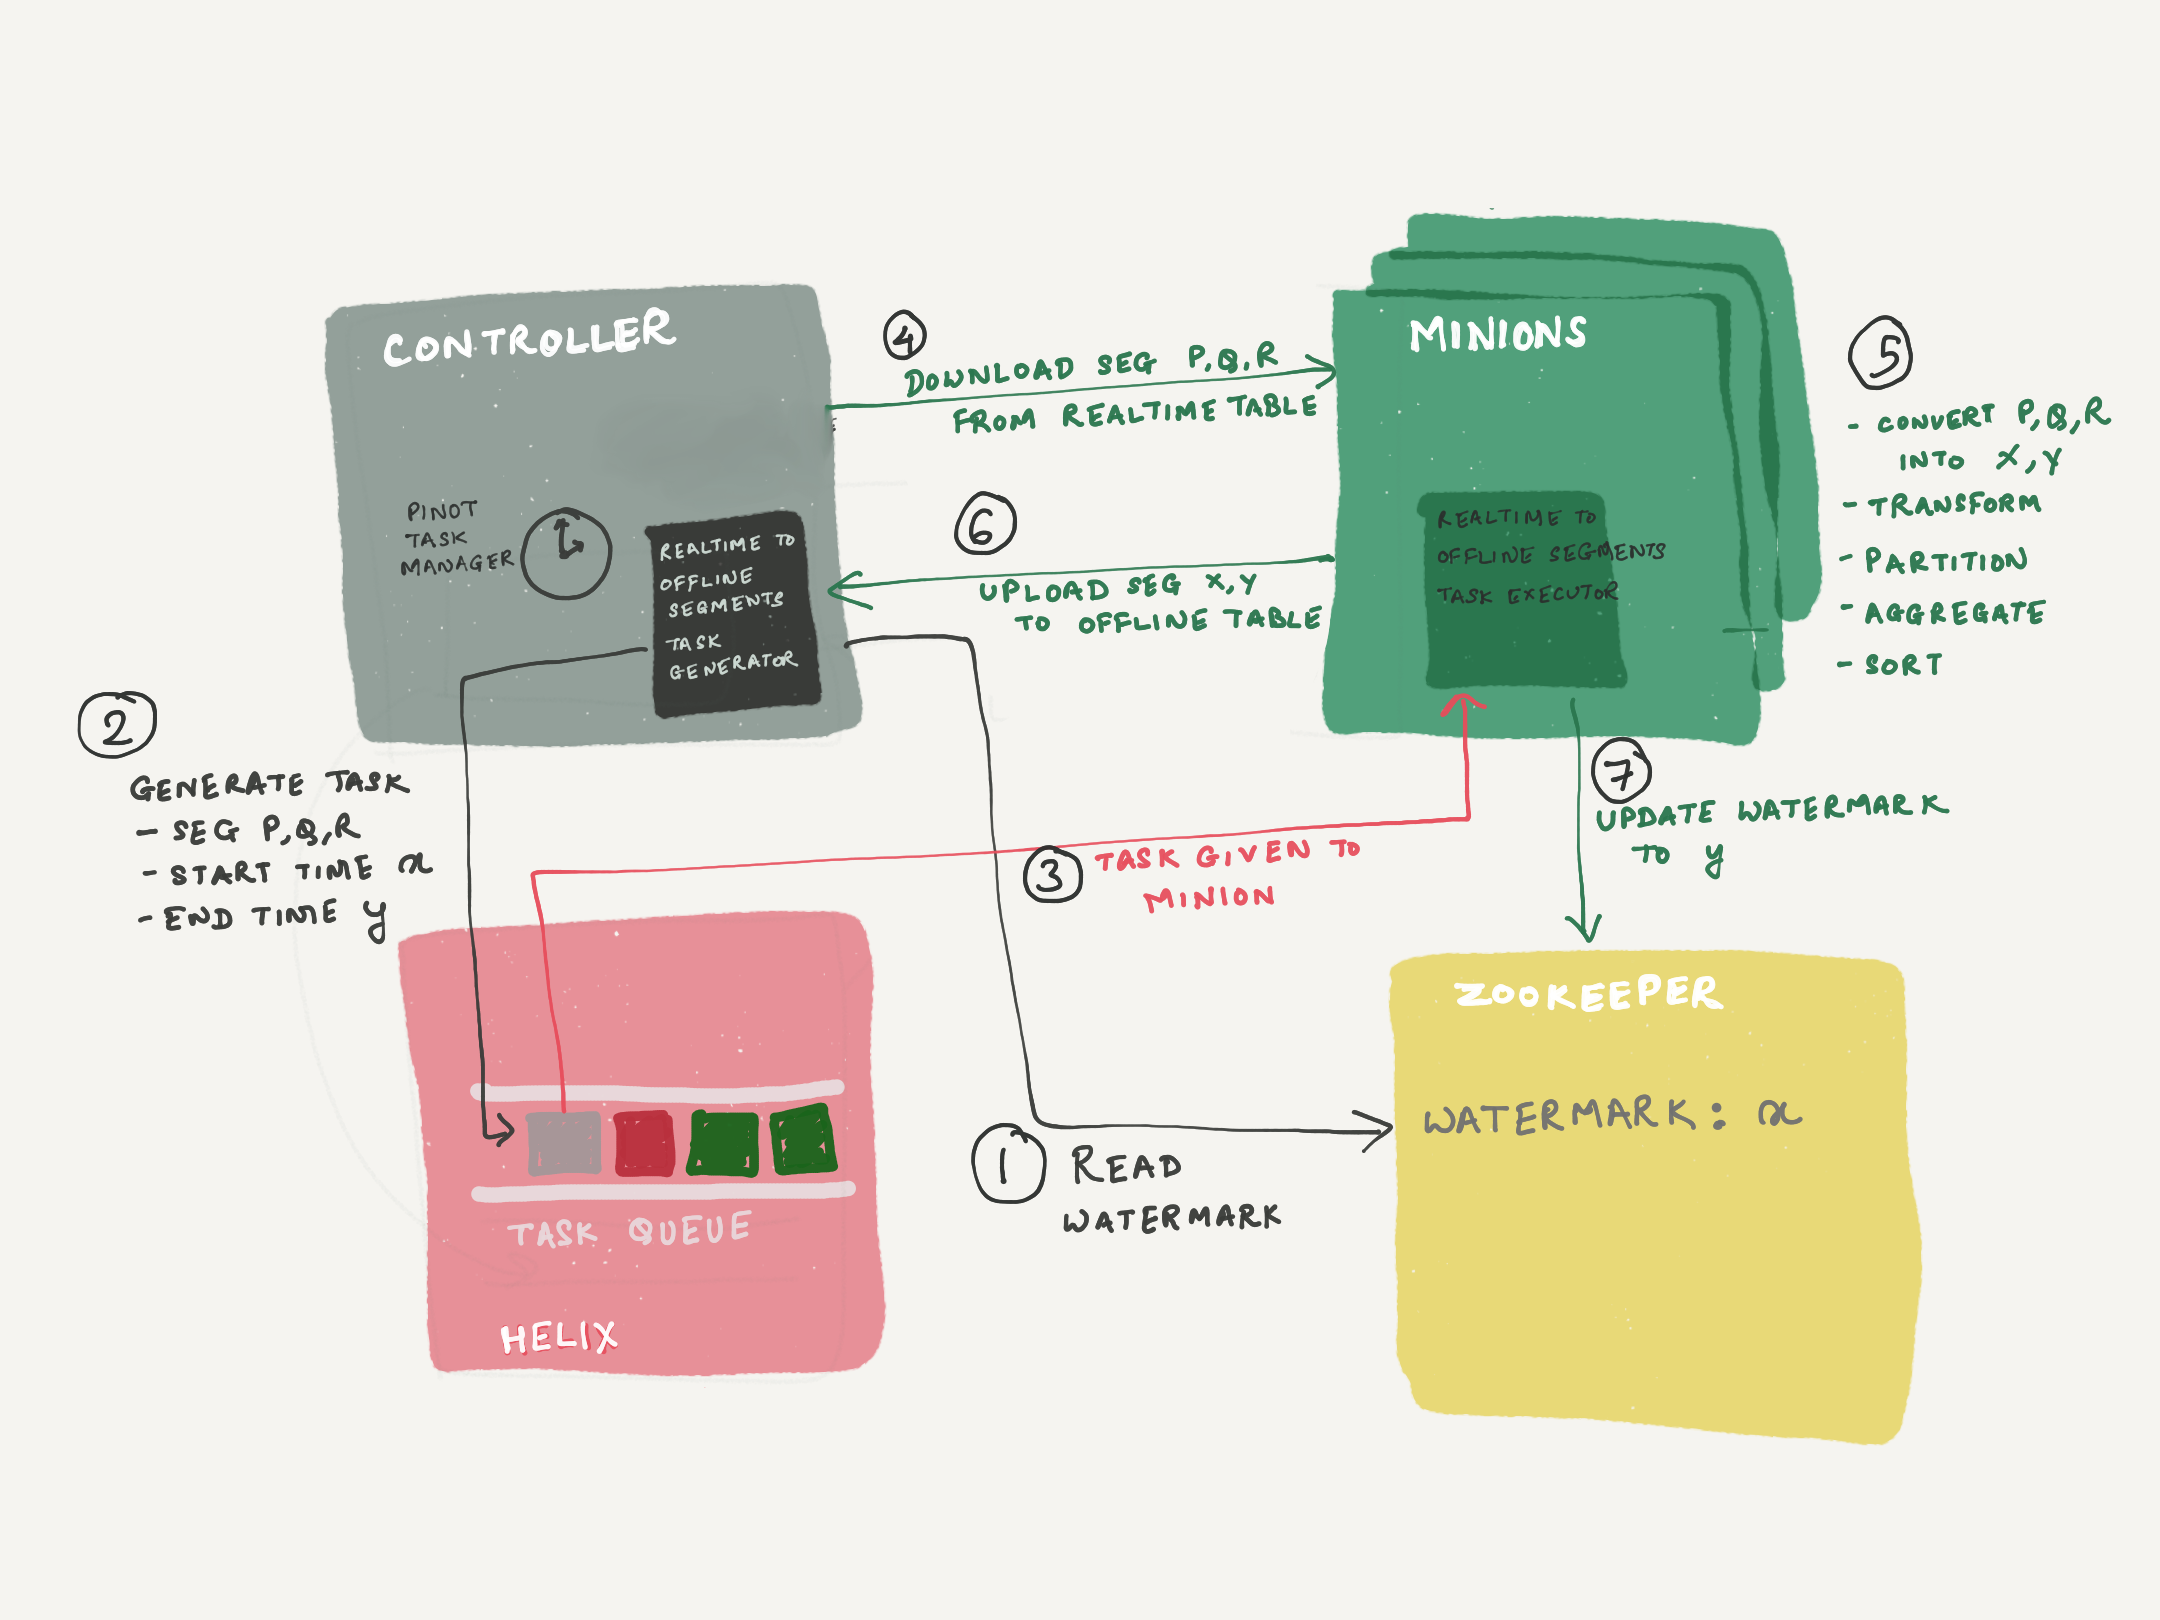 CONTROLLER
PINOT
TASK
MANAGER
REALTIME TO
OFFLINE
SEGMENTS
TASK
GENERATOR
4
DOWNLOAD SEG P,Q,R
FROM REALTIME TABLE
6
UPLOAD SEG X,Y
TO OFFLINE TABLE
MINIONS
REALTIME TO
OFFLINE SEGMENTS
TASK EXECUTOR
5
- CONVERT P,Q,R
INTO X,Y
- TRANSFORM
- PARTITION
- AGGREGATE
- SORT
2
GENERATE TASK
- SEG P,Q,R
- START TIME x
- END TIME y
3
TASK GIVEN TO
MINION
7
UPDATE WATERMARK
TO y
TASK QUEUE
HELIX
1
READ
WATERMARK
ZOOKEEPER
WATERMARK: x